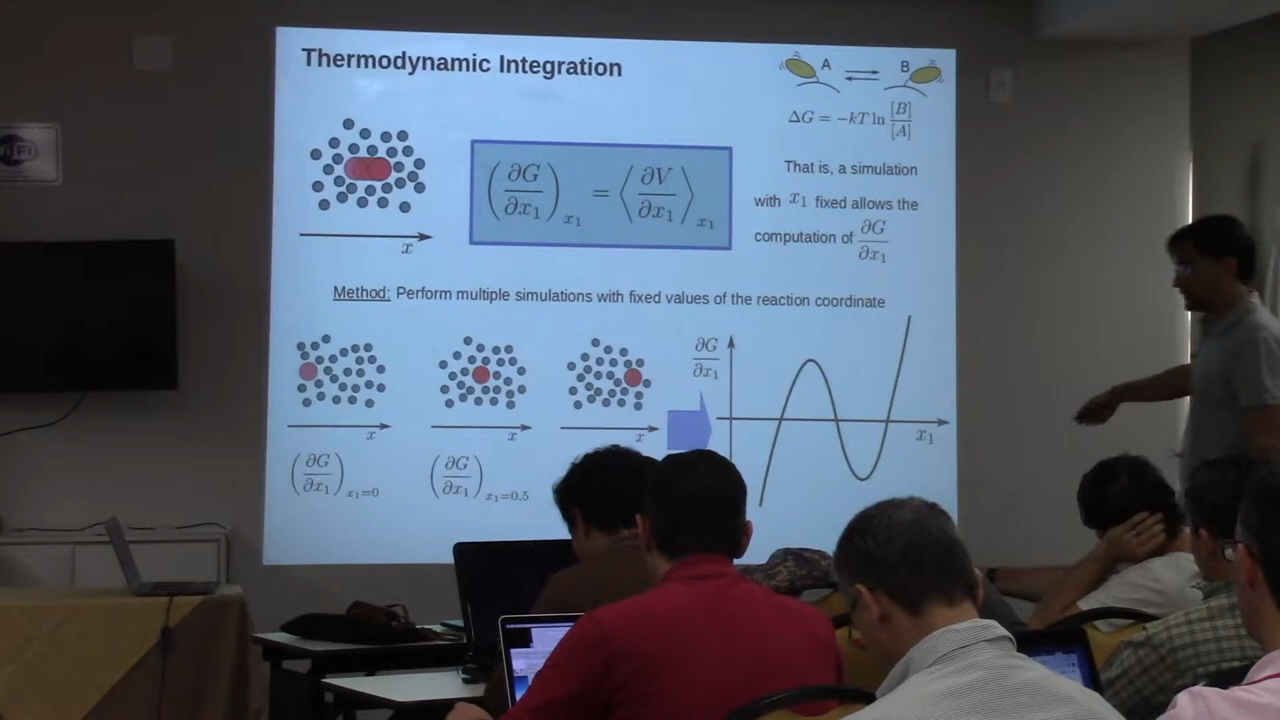 Thermodynamic Integration
A ⇌ B
ΔG = −kT ln [B]/[A]
(∂G/∂x₁)ₓ₁ = ⟨∂V/∂x₁⟩ₓ₁
That is, a simulation
with x₁ fixed allows the
computation of ∂G/∂x₁
x
Method: Perform multiple simulations with fixed values of the reaction coordinate
x
x
x
∂G/∂x₁
x₁
(∂G/∂x₁)x₁=0
(∂G/∂x₁)x₁=0,5